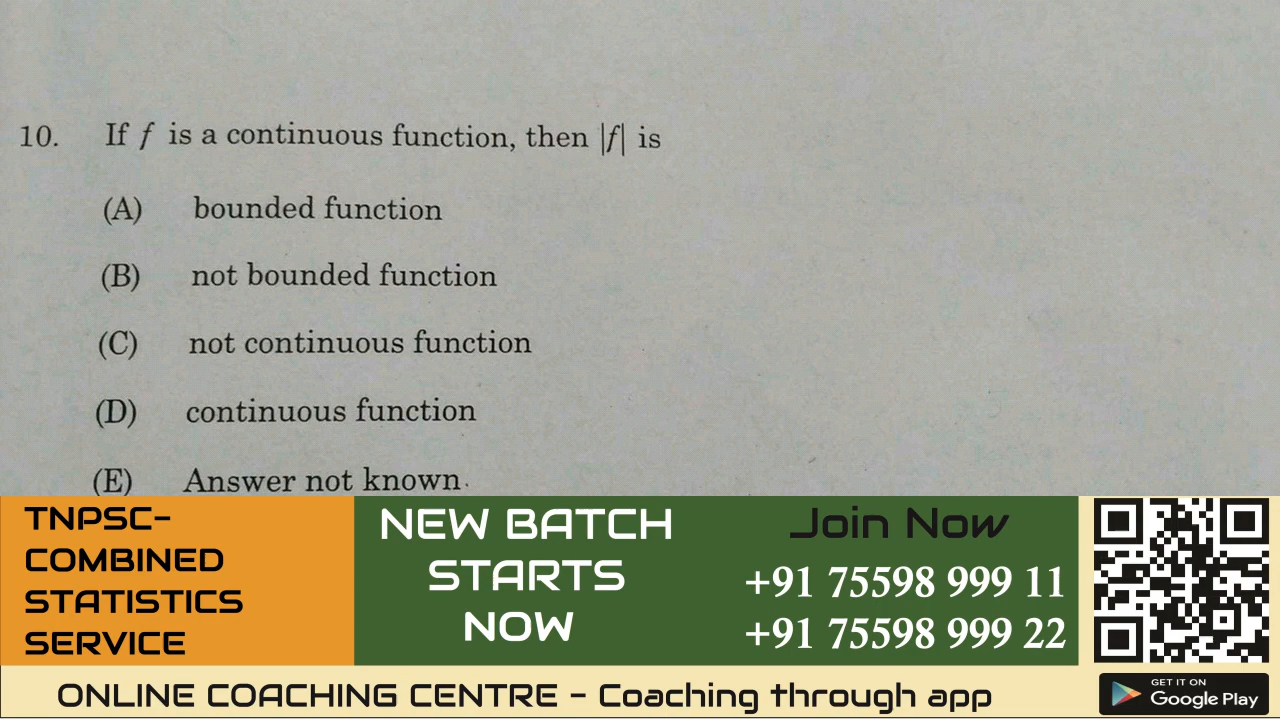 10. If f is a continuous function, then |f| is
(A) bounded function
(B) not bounded function
(C) not continuous function
(D) continuous function
(E) Answer not known.
TNPSC-
COMBINED
STATISTICS
SERVICE
NEW BATCH
STARTS
NOW
Join Now
+91 75598 999 11
+91 75598 999 22
ONLINE COACHING CENTRE - Coaching through app
GET IT ON
Google Play